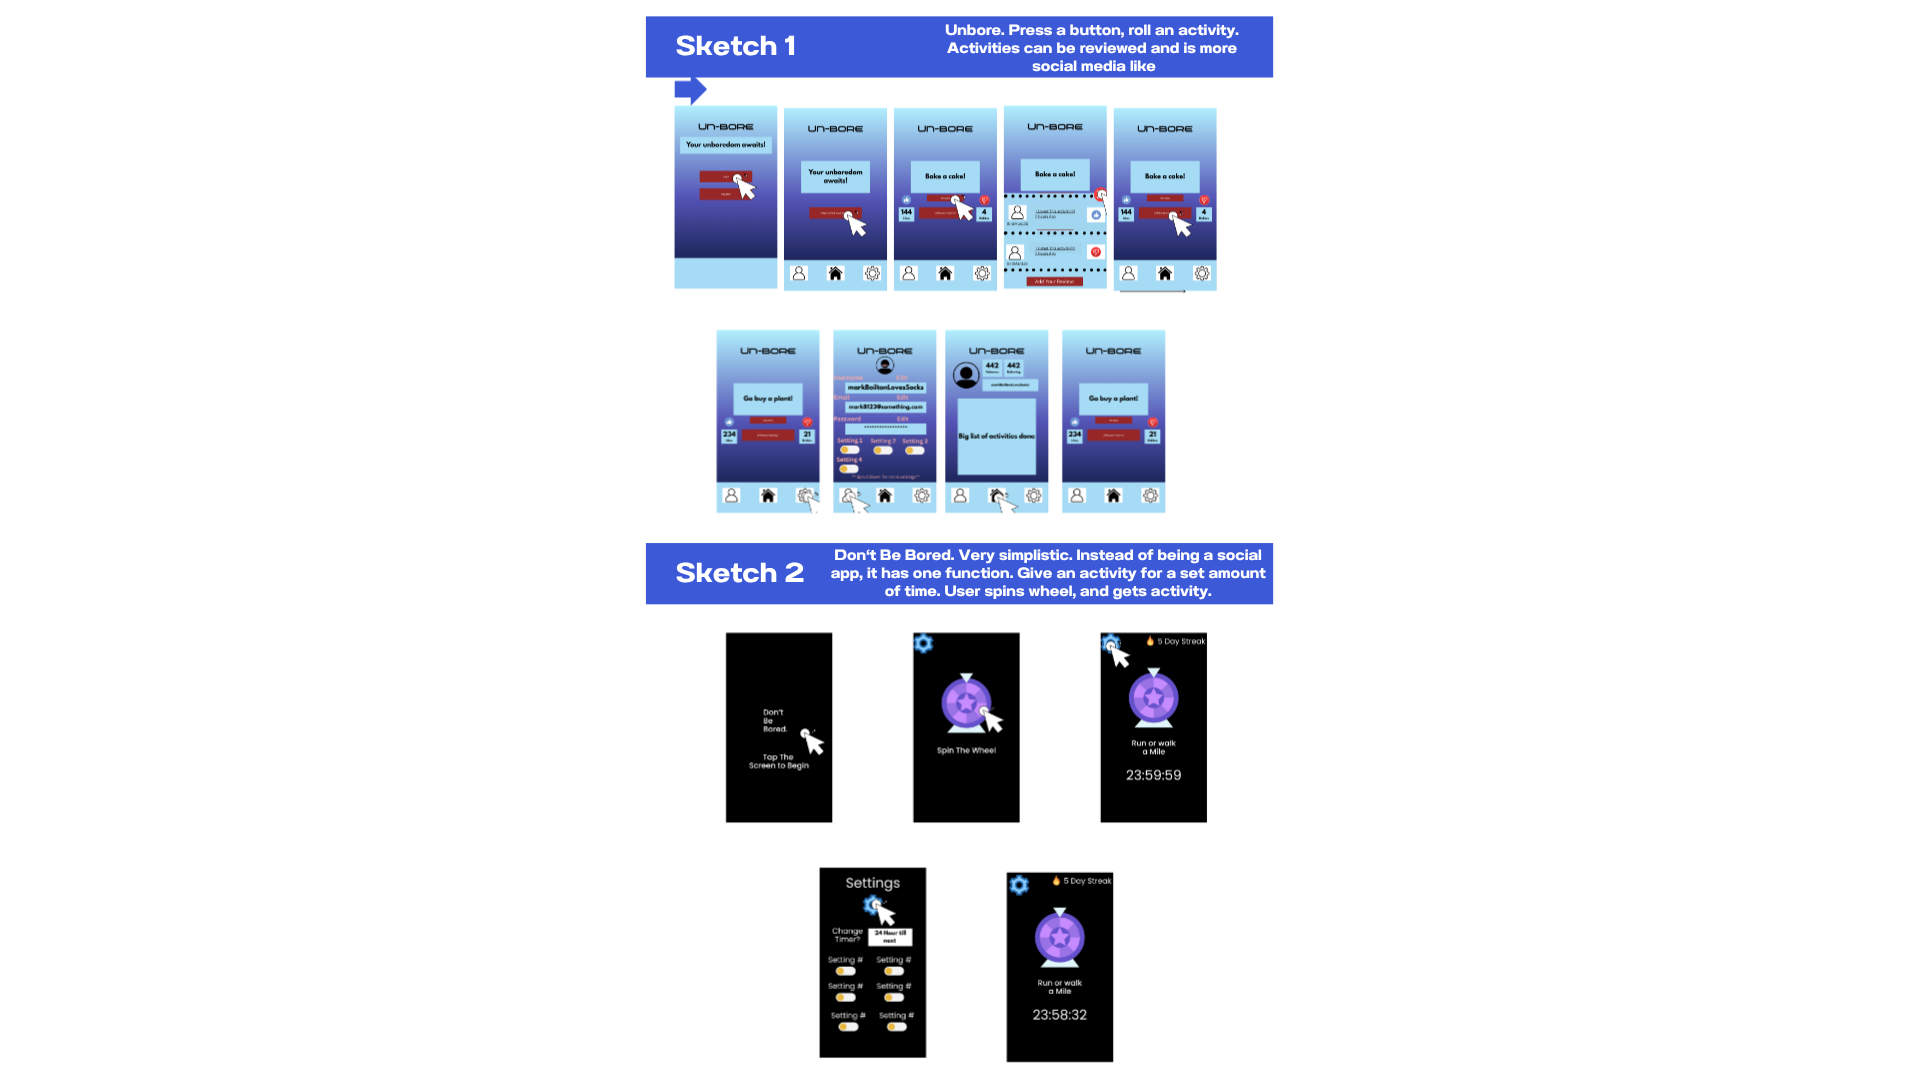 Sketch 1
Unbore. Press a button, roll an activity.
Activities can be reviewed and is more
social media like
Un-BORE
Your unboredom awaits!
Un-BORE
Your unboredom
awaits!
Un-BORE
Bake a cake!
144
4
Un-BORE
Bake a cake!
Add Your Review!
Un-BORE
Bake a cake!
144
4
Un-BORE
Go buy a plant!
234
21
Un-BORE
Username Edit
markBoiltonLovesSocks
Email Edit
markB123@something.com
Password Edit
*****************
Setting 1 Setting 2 Setting 3
Setting 4
Un-BORE
442 442
markBoiltonLovesSocks
Big list of activities done
Un-BORE
Go buy a plant!
234
21
Sketch 2
Don't Be Bored. Very simplistic. Instead of being a social
app, it has one function. Give an activity for a set amount
of time. User spins wheel, and gets activity.
Don't
Be
Bored.
Tap The
Screen to Begin
Spin The Wheel
5 Day Streak
Run or walk
a Mile
23:59:59
Settings
Change
Timer?
24 Hour till
next
Setting # Setting #
Setting # Setting #
Setting # Setting #
5 Day Streak
Run or walk
a Mile
23:58:32